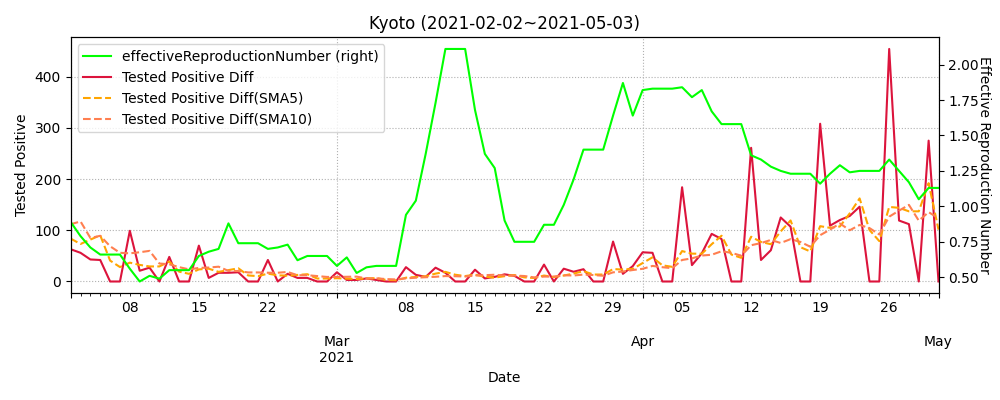 Kyoto (2021-02-02~2021-05-03)
effectiveReproductionNumber (right)
Tested Positive Diff
Tested Positive Diff(SMA5)
Tested Positive Diff(SMA10)
Tested Positive
400
300
200
100
0
2.00
1.75
1.50
1.25
1.00
0.75
0.50
Effective Reproduction Number
08 15 22 08 15 22 29 05 12 19 26
Mar Apr May
2021
Date